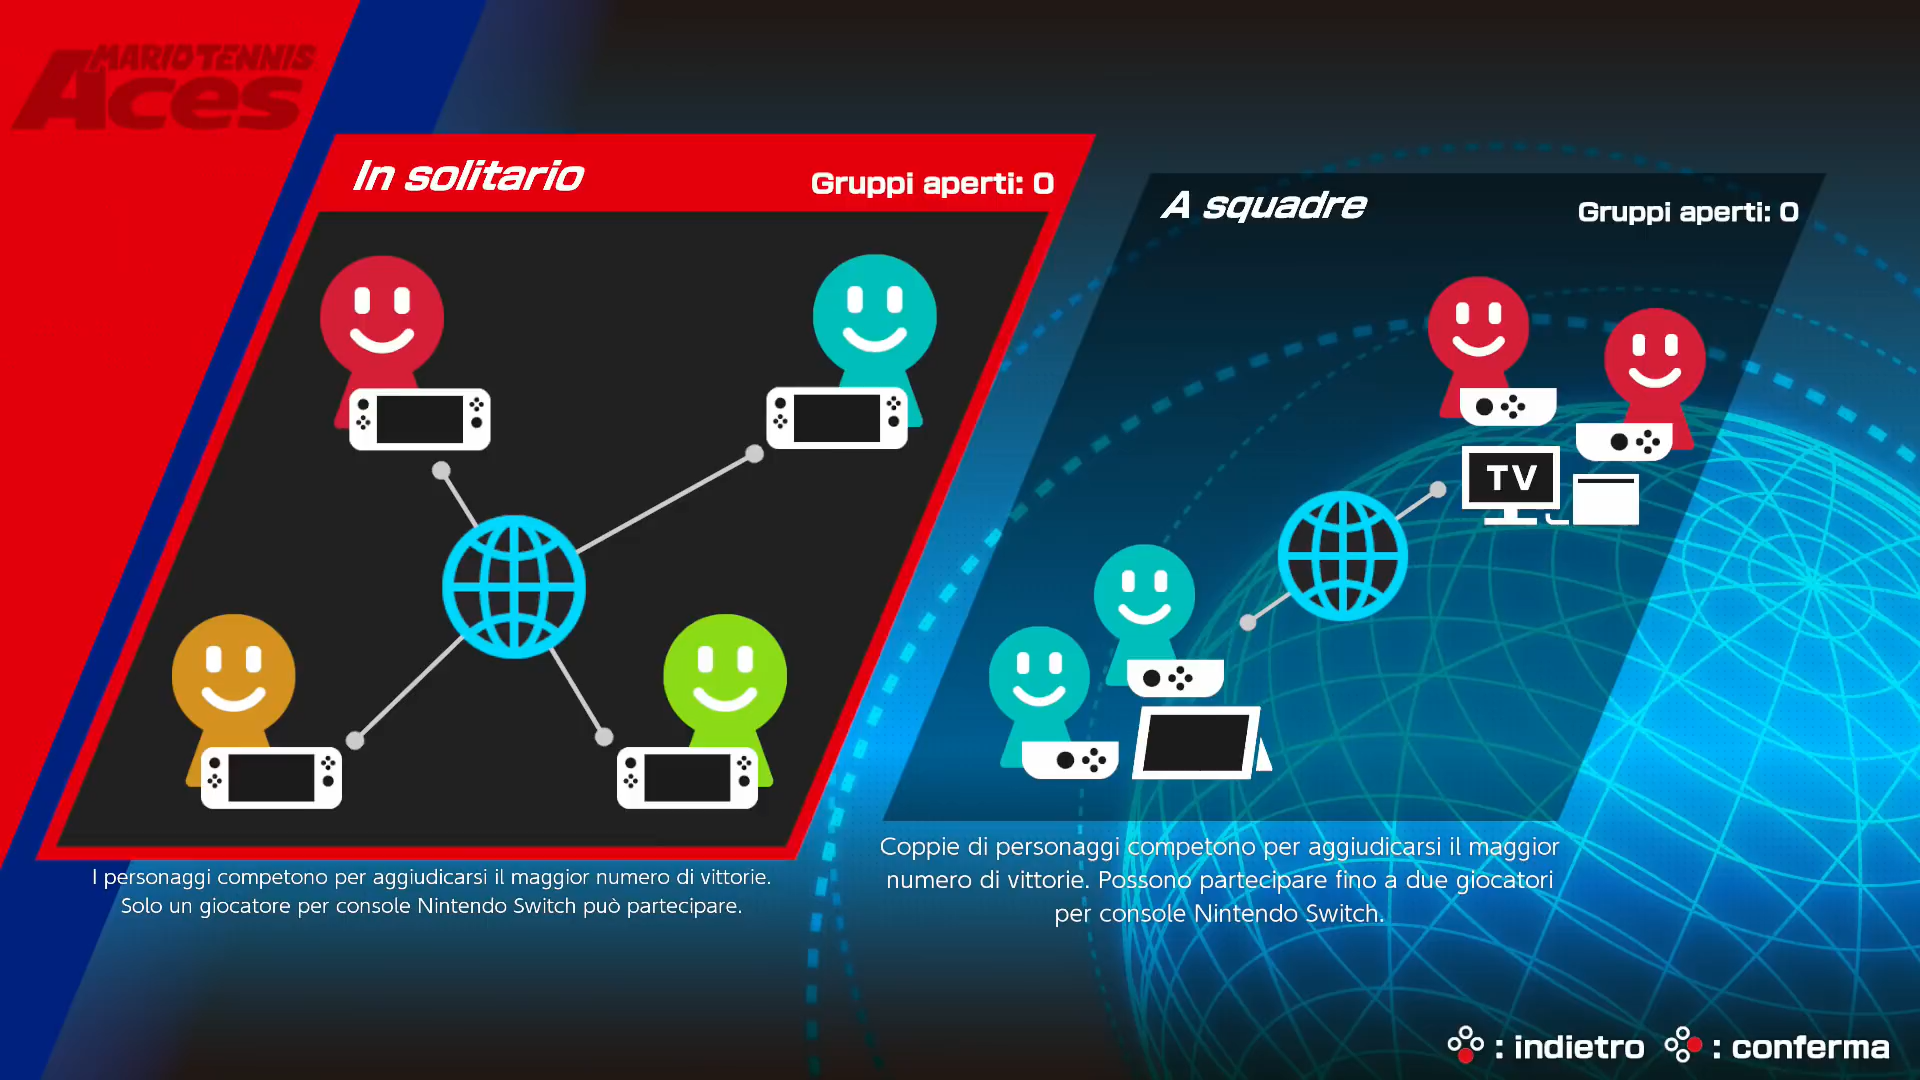 MARIO TENNIS
Aces
In solitario
Gruppi aperti: 0
A squadre
Gruppi aperti: 0
TV
I personaggi competono per aggiudicarsi il maggior numero di vittorie.
Solo un giocatore per console Nintendo Switch può partecipare.
Coppie di personaggi competono per aggiudicarsi il maggior
numero di vittorie. Possono partecipare fino a due giocatori
per console Nintendo Switch.
: indietro
: conferma